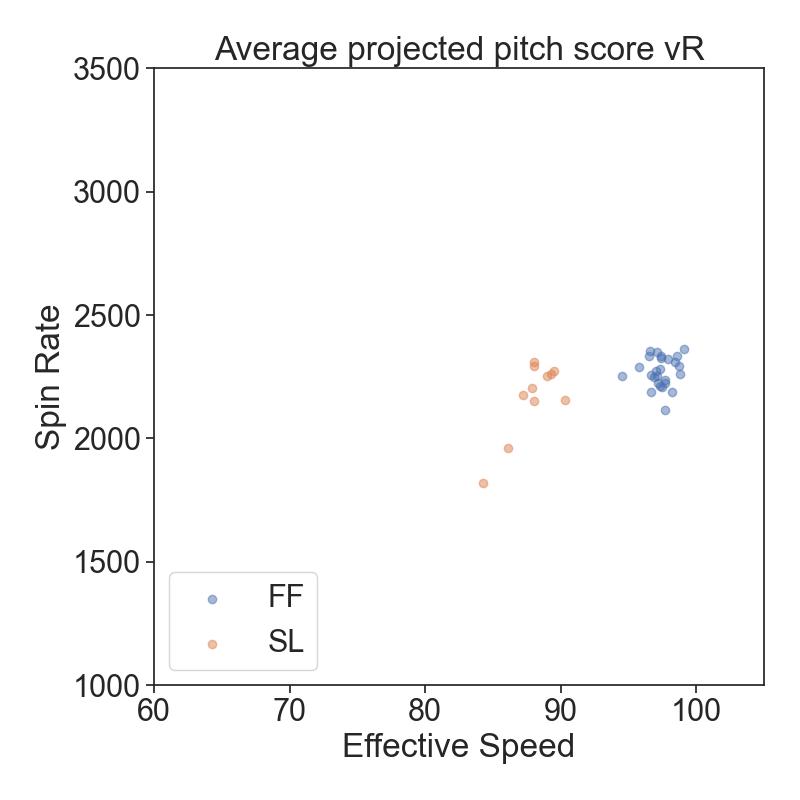 Average projected pitch score vR
3500
3000
2500
2000
1500
1000
Spin Rate
FF
SL
60 70 80 90 100
Effective Speed